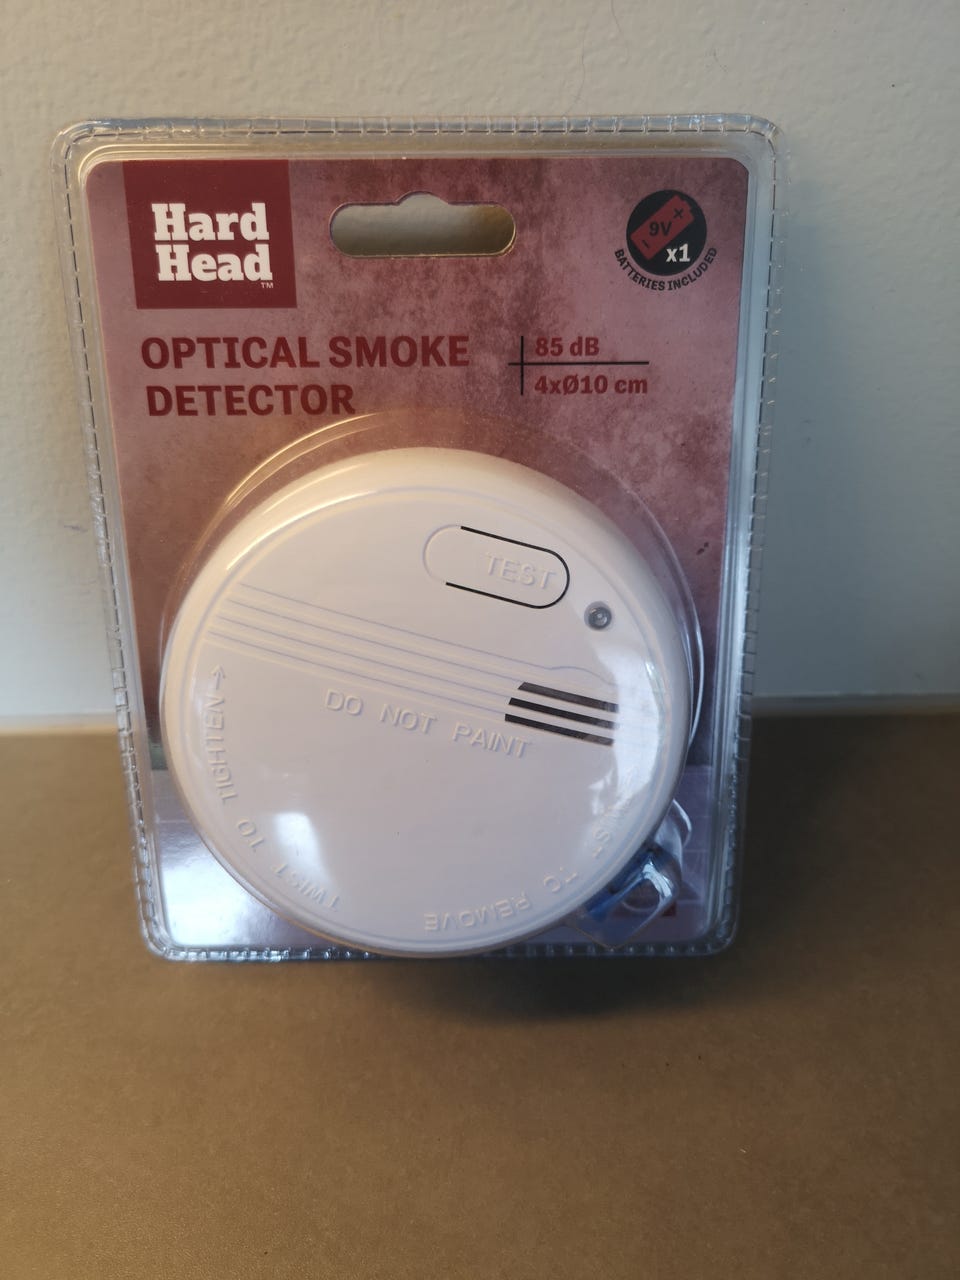 Hard
Head
™
9V
x1
BATTERIES INCLUDED
OPTICAL SMOKE
DETECTOR
85 dB
4xØ10 cm
TEST
DO NOT PAINT
TWIST TO TIGHTEN →
TO REMOVE